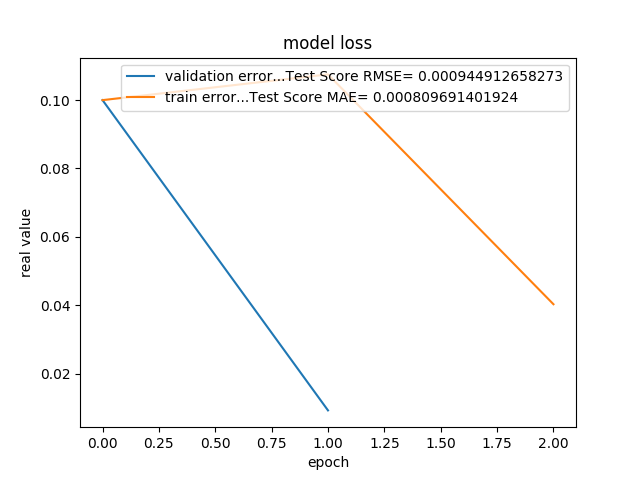 model loss
validation error...Test Score RMSE= 0.000944912658273
train error...Test Score MAE= 0.000809691401924
0.10
0.08
0.06
0.04
0.02
real value
0.00 0.25 0.50 0.75 1.00 1.25 1.50 1.75 2.00
epoch